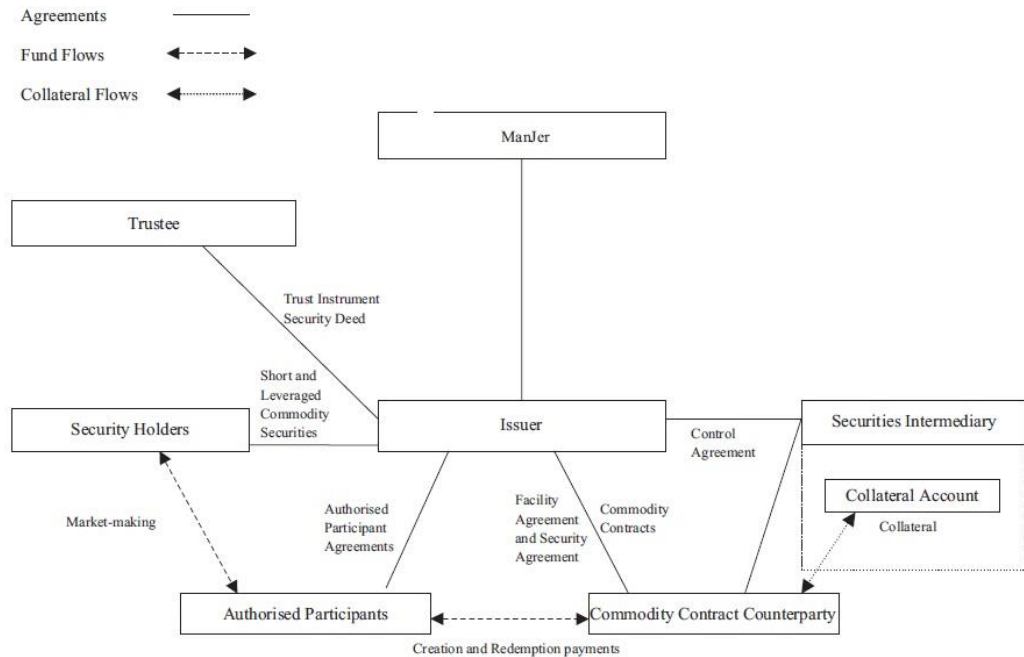 Agreements
Fund Flows
Collateral Flows
ManJer
Trustee
Trust Instrument
Security Deed
Short and
Leveraged
Commodity
Securities
Security Holders
Issuer
Control
Agreement
Securities Intermediary
Collateral Account
Collateral
Market-making
Authorised
Participant
Agreements
Facility
Agreement
and Security
Agreement
Commodity
Contracts
Authorised Participants
Commodity Contract Counterparty
Creation and Redemption payments